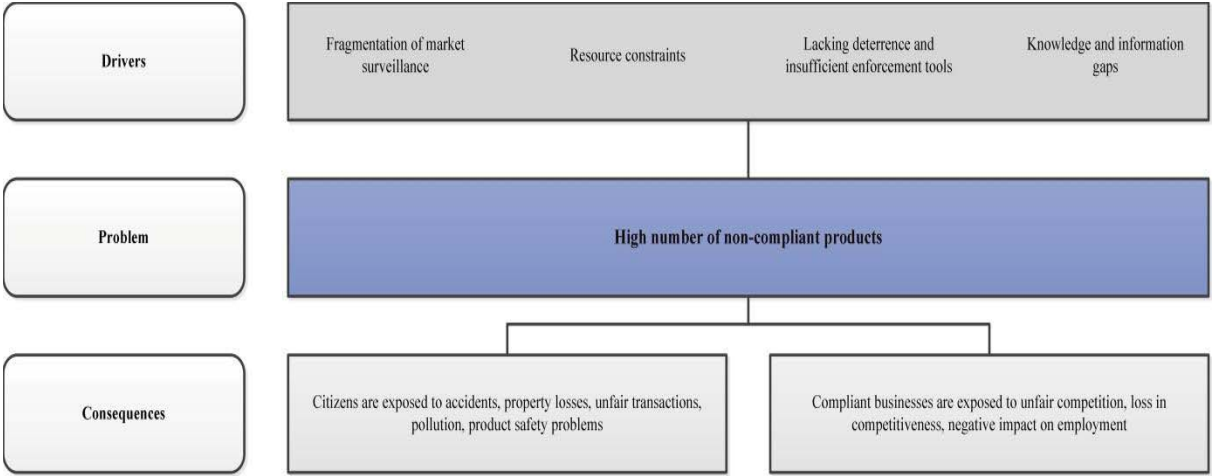 Drivers
Fragmentation of market
surveillance
Resource constraints
Lacking deterrence and
insufficient enforcement tools
Knowledge and information
gaps
Problem
High number of non-compliant products
Consequences
Citizens are exposed to accidents, property losses, unfair transactions,
pollution, product safety problems
Compliant businesses are exposed to unfair competition, loss in
competitiveness, negative impact on employment